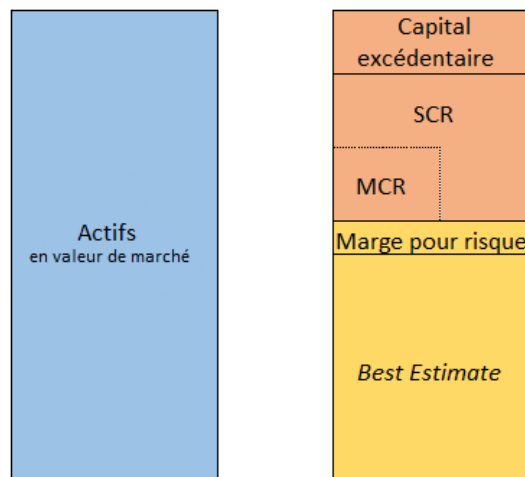 Actifs
en valeur de marché
Capital
excédentaire
SCR
MCR
Marge pour risque
Best Estimate